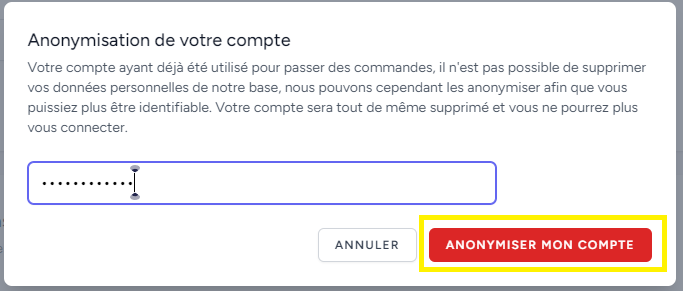 Anonymisation de votre compte
Votre compte ayant déjà été utilisé pour passer des commandes, il n'est pas possible de supprimer
vos données personnelles de notre base, nous pouvons cependant les anonymiser afin que vous
puissiez plus être identifiable. Votre compte sera tout de même supprimé et vous ne pourrez plus
vous connecter.
••••••••••••
ANNULER
ANONYMISER MON COMPTE